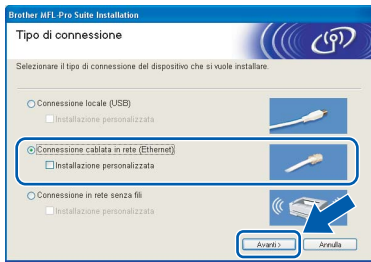 Brother MFL-Pro Suite Installation
Tipo di connessione
Selezionare il tipo di connessione del dispositivo che si vuole installare.
Connessione locale (USB)
Installazione personalizzata
Connessione cablata in rete (Ethernet)
Installazione personalizzata
Connessione in rete senza fili
Installazione personalizzata
Avanti > Annulla